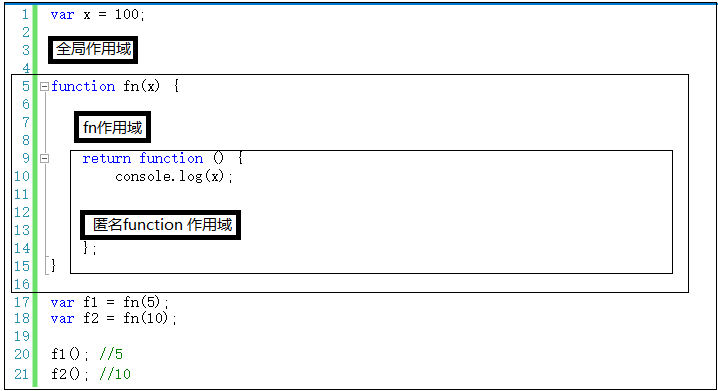 1 var x = 100;
2
3 全局作用域
4
5 function fn(x) {
6
7 fn作用域
8
9 return function () {
10 console.log(x);
11
12 匿名function 作用域
13
14 };
15 }
16
17 var f1 = fn(5);
18 var f2 = fn(10);
19
20 f1(); //5
21 f2(); //10